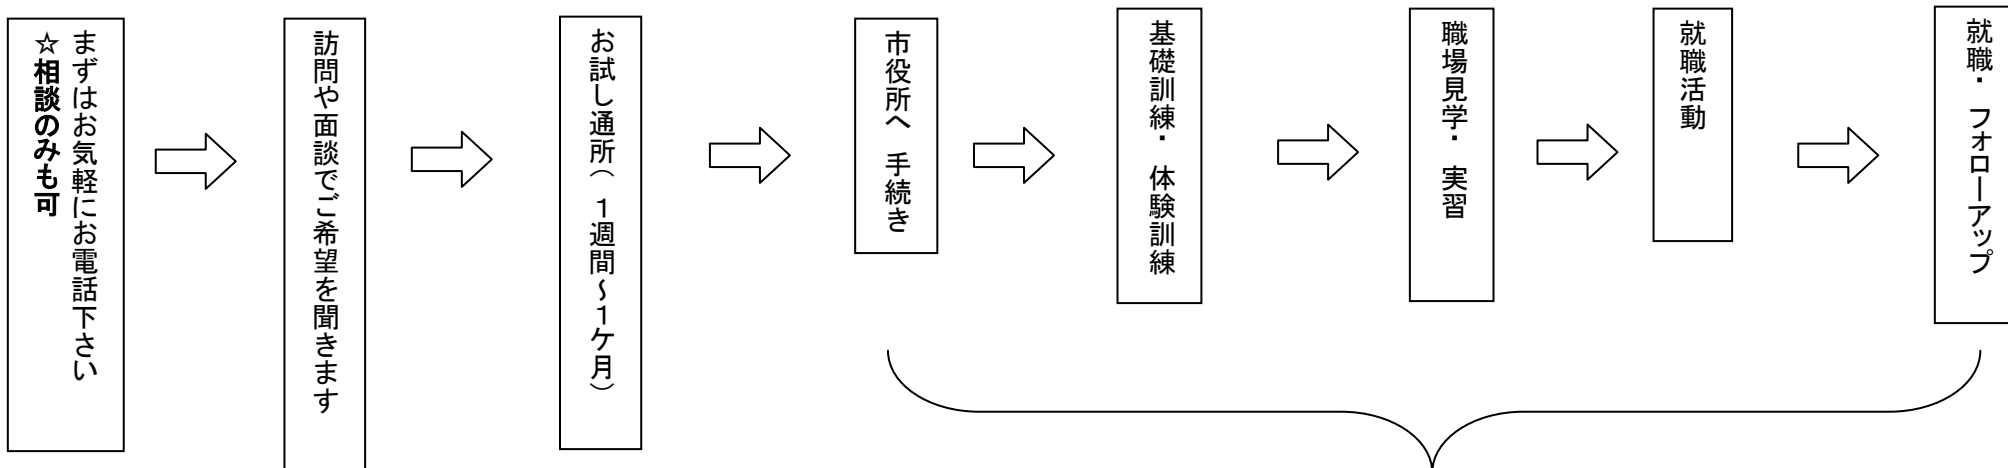 まずはお気軽にお電話下さい
☆相談のみも可
訪問や面談でご希望を聞きます
お試し通所（１週間～１ケ月）
市役所へ 手続き
基礎訓練・ 体験訓練
職場見学・ 実習
就職活動
就職・ フォローアップ